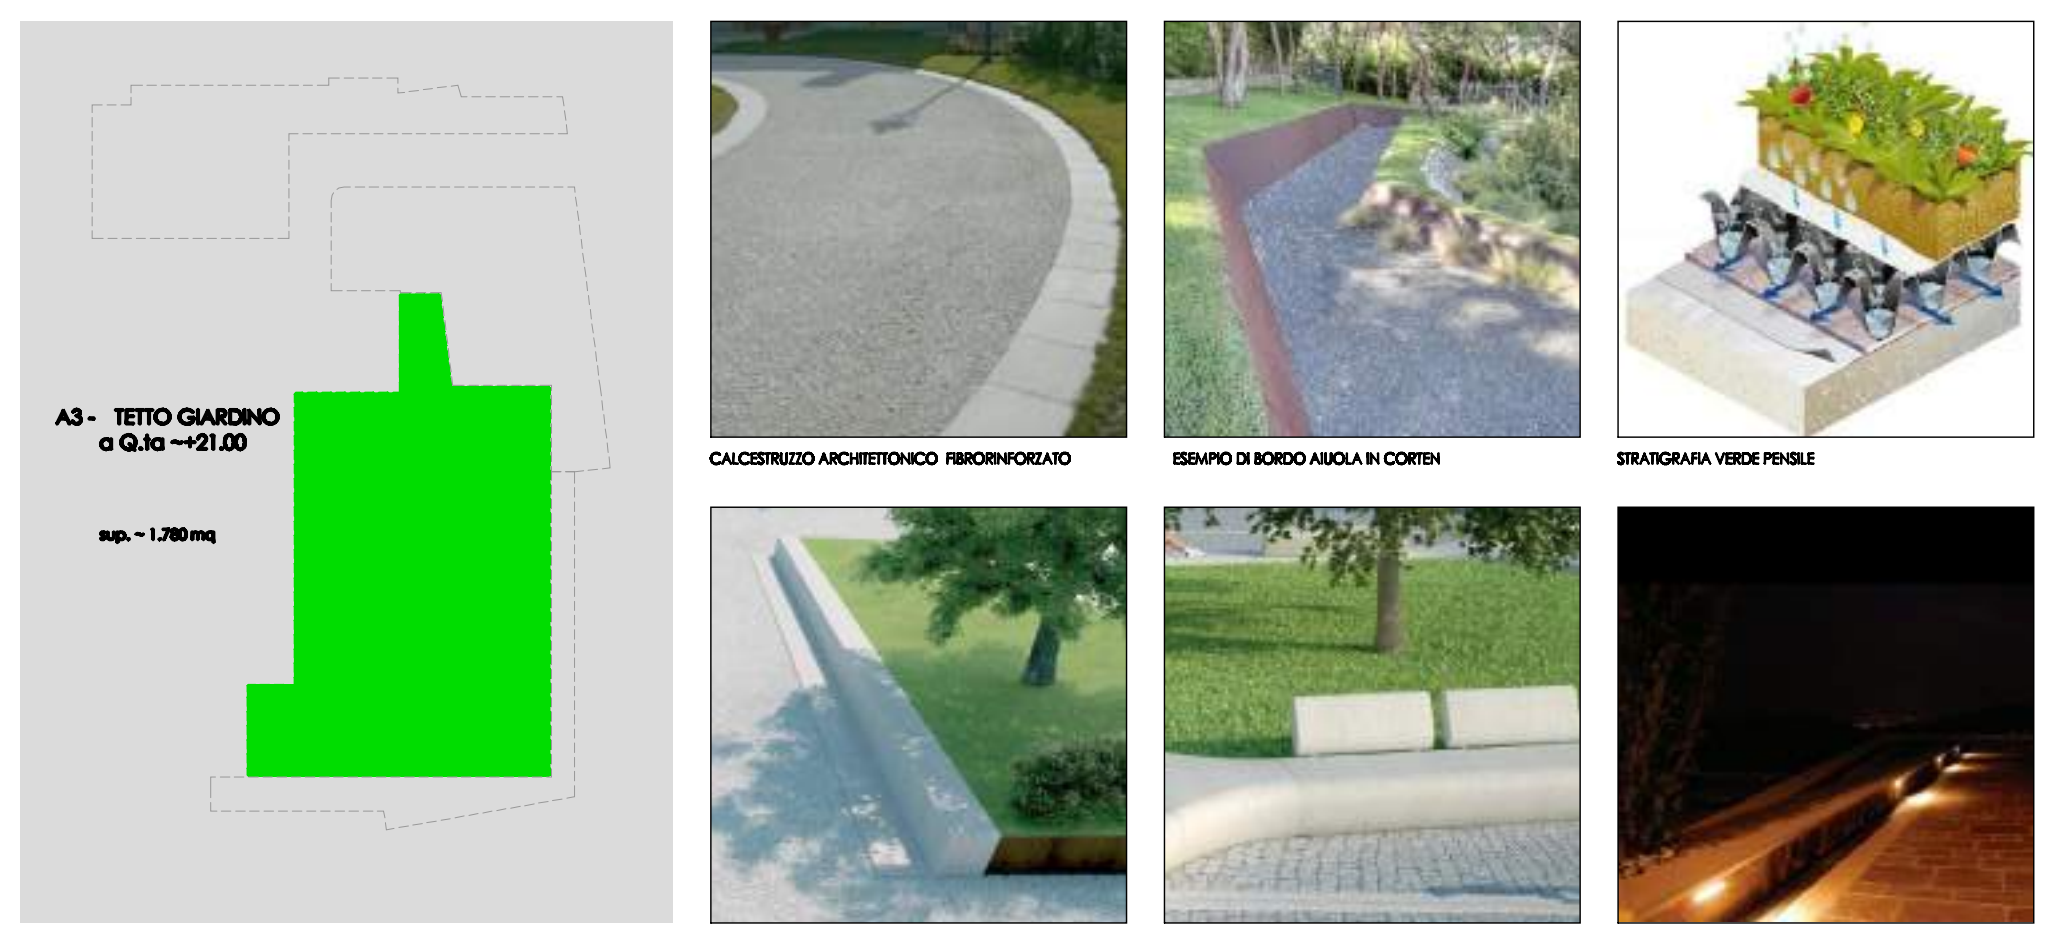 A3 - TETTO GIARDINO
a Q.ta ~+21.00
sup. ~ 1.780 mq
CALCESTRUZZO ARCHITETTONICO FIBRORINFORZATO
ESEMPIO DI BORDO AIUOLA IN CORTEN
STRATIGRAFIA VERDE PENSILE